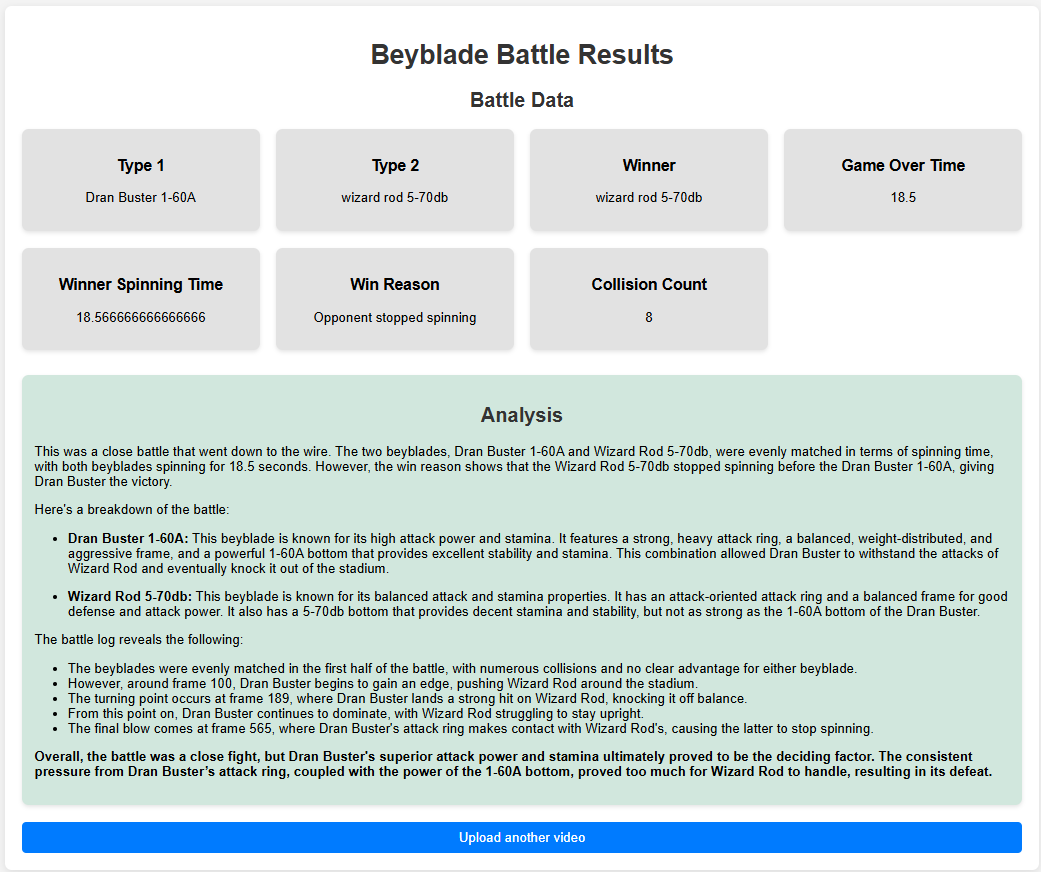 Beyblade Battle Results
Battle Data
Type 1
Dran Buster 1-60A
Type 2
wizard rod 5-70db
Winner
wizard rod 5-70db
Game Over Time
18.5
Winner Spinning Time
18.566666666666666
Win Reason
Opponent stopped spinning
Collision Count
8
Analysis
This was a close battle that went down to the wire. The two beyblades, Dran Buster 1-60A and Wizard Rod 5-70db, were evenly matched in terms of spinning time,
with both beyblades spinning for 18.5 seconds. However, the win reason shows that the Wizard Rod 5-70db stopped spinning before the Dran Buster 1-60A, giving
Dran Buster the victory.
Here's a breakdown of the battle:
• Dran Buster 1-60A: This beyblade is known for its high attack power and stamina. It features a strong, heavy attack ring, a balanced, weight-distributed, and
aggressive frame, and a powerful 1-60A bottom that provides excellent stability and stamina. This combination allowed Dran Buster to withstand the attacks of
Wizard Rod and eventually knock it out of the stadium.
• Wizard Rod 5-70db: This beyblade is known for its balanced attack and stamina properties. It has an attack-oriented attack ring and a balanced frame for good
defense and attack power. It also has a 5-70db bottom that provides decent stamina and stability, but not as strong as the 1-60A bottom of the Dran Buster.
The battle log reveals the following:
• The beyblades were evenly matched in the first half of the battle, with numerous collisions and no clear advantage for either beyblade.
• However, around frame 100, Dran Buster begins to gain an edge, pushing Wizard Rod around the stadium.
• The turning point occurs at frame 189, where Dran Buster lands a strong hit on Wizard Rod, knocking it off balance.
• From this point on, Dran Buster continues to dominate, with Wizard Rod struggling to stay upright.
• The final blow comes at frame 565, where Dran Buster's attack ring makes contact with Wizard Rod's, causing the latter to stop spinning.
Overall, the battle was a close fight, but Dran Buster's superior attack power and stamina ultimately proved to be the deciding factor. The consistent
pressure from Dran Buster's attack ring, coupled with the power of the 1-60A bottom, proved too much for Wizard Rod to handle, resulting in its defeat.
Upload another video